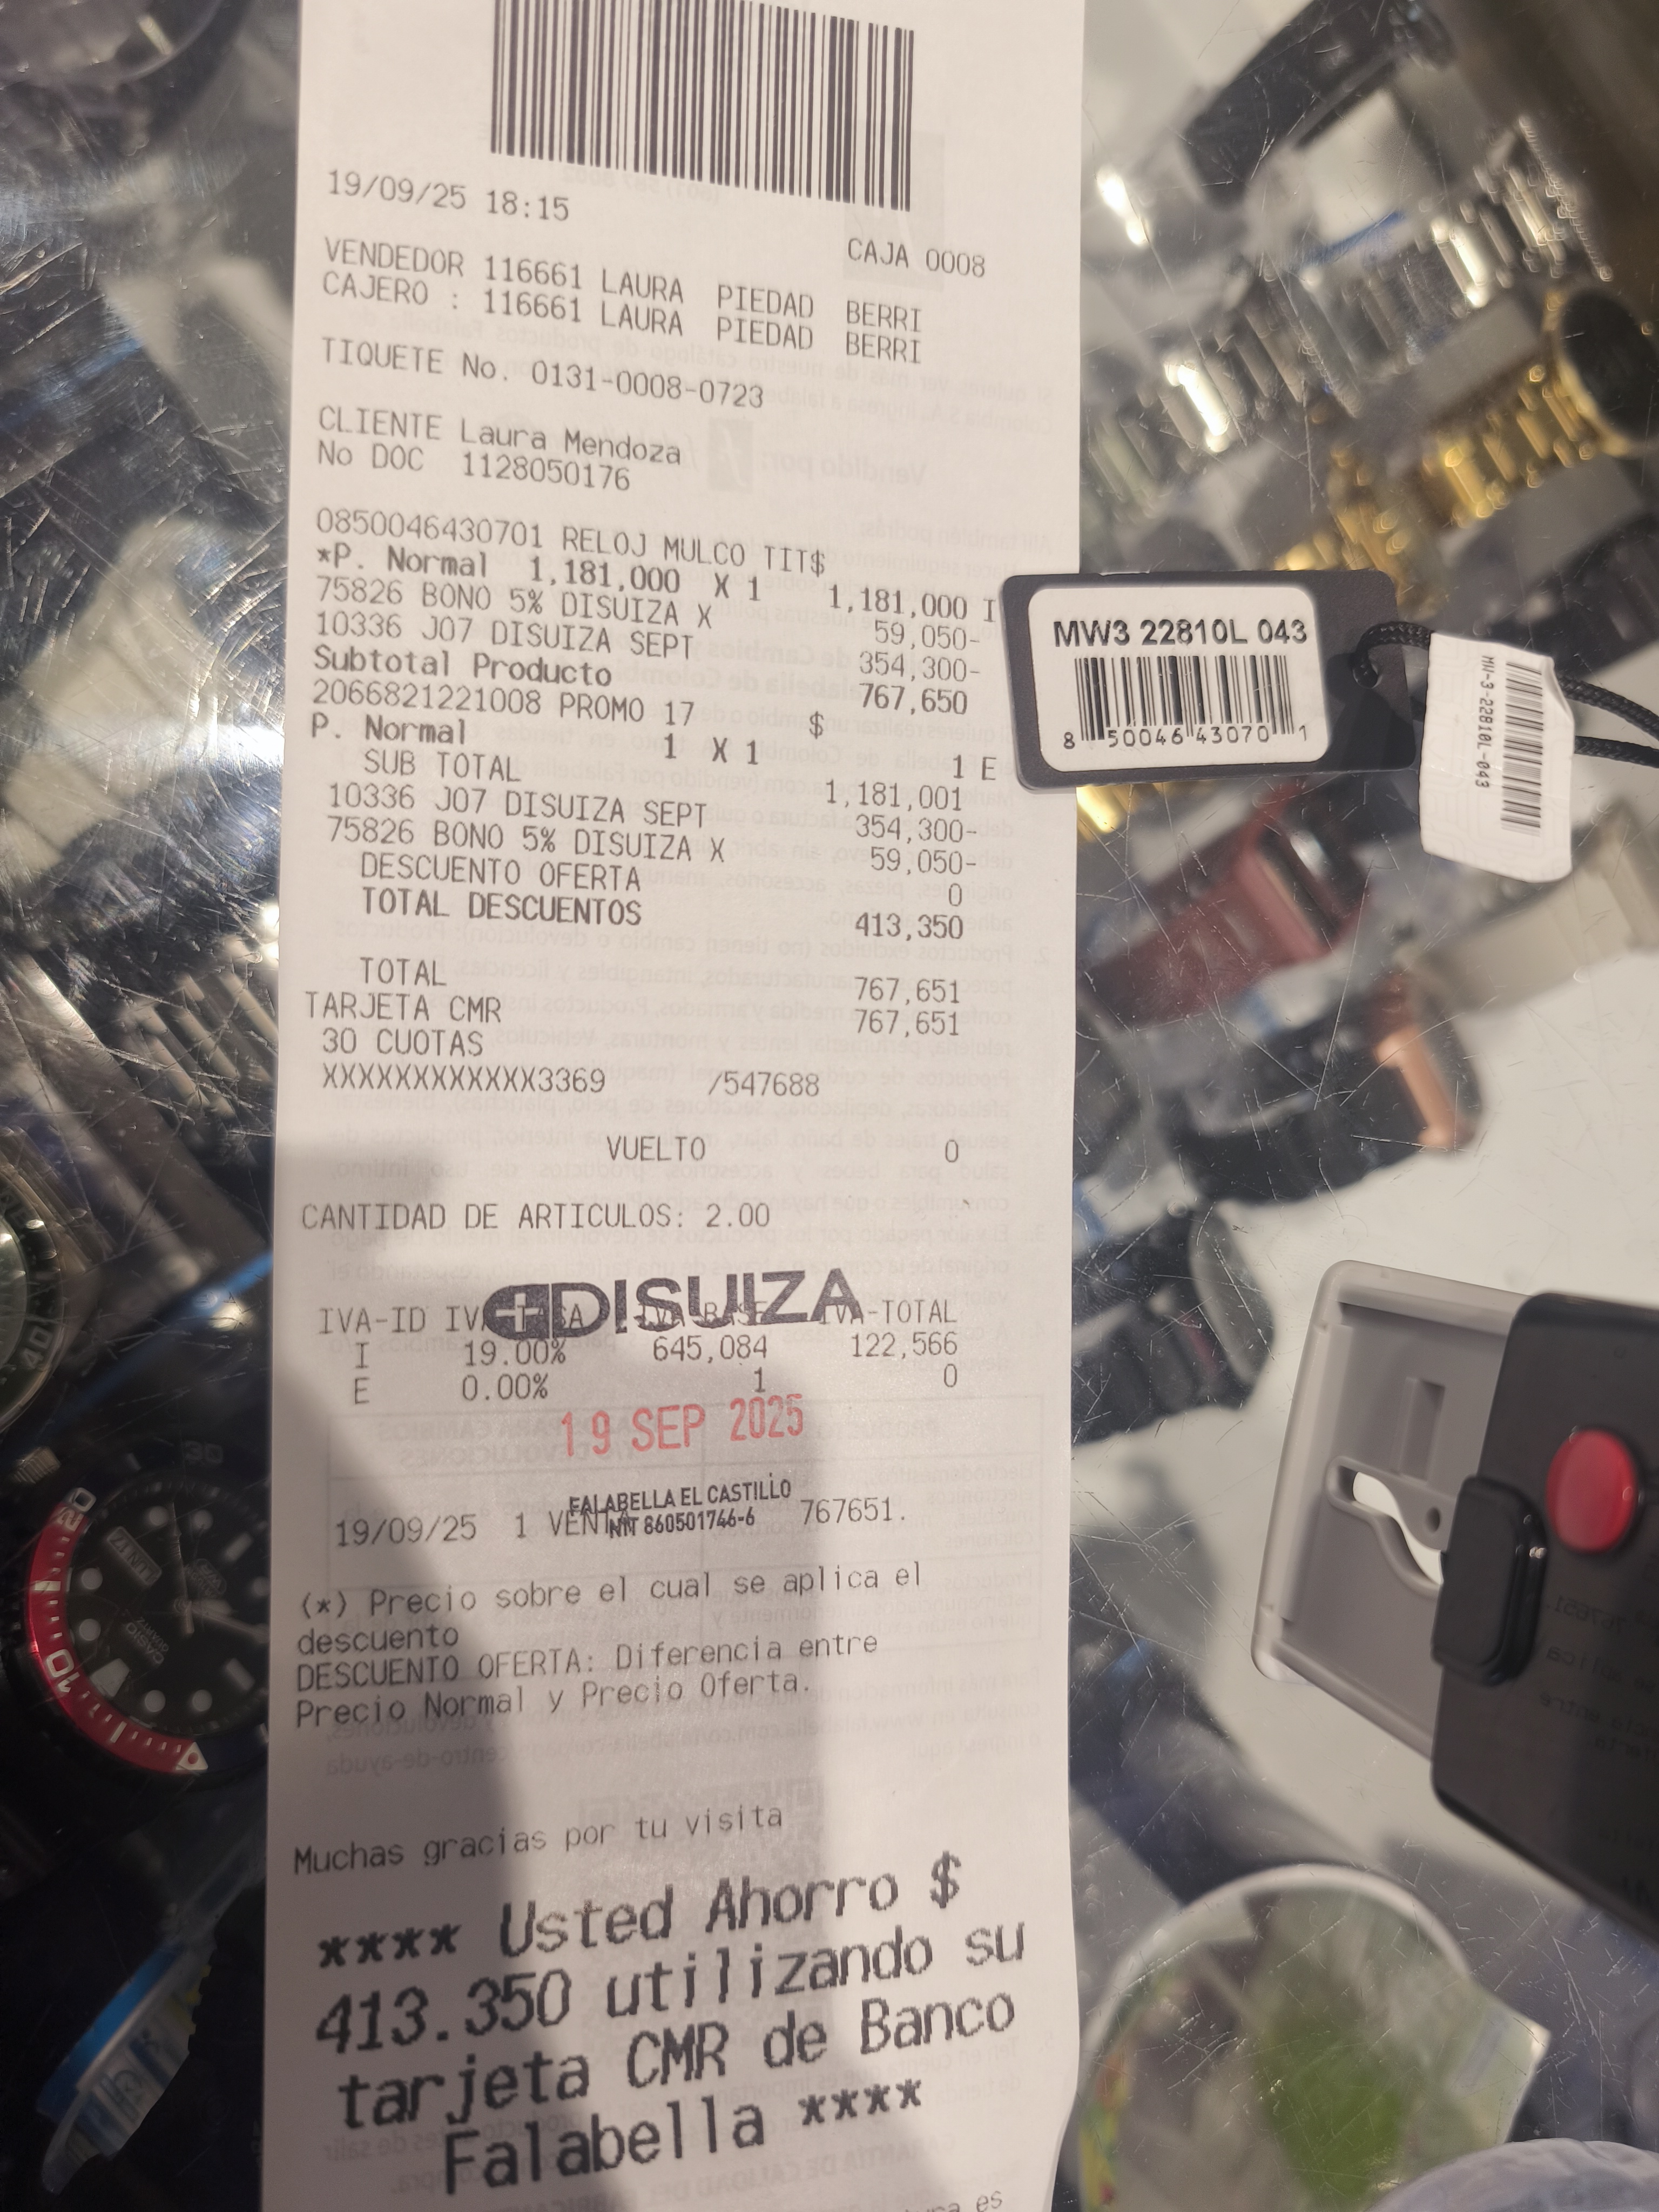 19/09/25 18:15
CAJA 0008
VENDEDOR 116661 LAURA PIEDAD BERRI
CAJERO : 116661 LAURA PIEDAD BERRI
TIQUETE No. 0131-0008-0723
CLIENTE Laura Mendoza
No DOC 1128050176
0850046430701 RELOJ MULCO TIT$
*P. Normal 1,181,000 X 1 1,181,000 I
75826 BONO 5% DISUIZA X 59,050-
10336 J07 DISUIZA SEPT 354,300-
Subtotal Producto 767,650
2066821221008 PROMO 17 $
P. Normal 1 X 1 1 E
SUB TOTAL 1,181,001
10336 J07 DISUIZA SEPT 354,300-
75826 BONO 5% DISUIZA X 59,050-
DESCUENTO OFERTA 0
TOTAL DESCUENTOS 413,350
TOTAL 767,651
TARJETA CMR 767,651
30 CUOTAS
XXXXXXXXXXXX3369 /547688
VUELTO 0
CANTIDAD DE ARTICULOS: 2.00
DISUIZA
IVA-ID IVA-TOTAL
I 19.00% 645,084 122,566
E 0.00% 1 0
19 SEP 2025
FALABELLA EL CASTILLO
NIT 860501746-6
19/09/25 1 VENTA 767651.
(*) Precio sobre el cual se aplica el
descuento
DESCUENTO OFERTA: Diferencia entre
Precio Normal y Precio Oferta.
Muchas gracias por tu visita
**** Usted Ahorro $
413.350 utilizando su
tarjeta CMR de Banco
Falabella ****
MW3 22810L 043
8 50046 43070 1
MW-3-22810L-043
20
10
30
40
CASIO